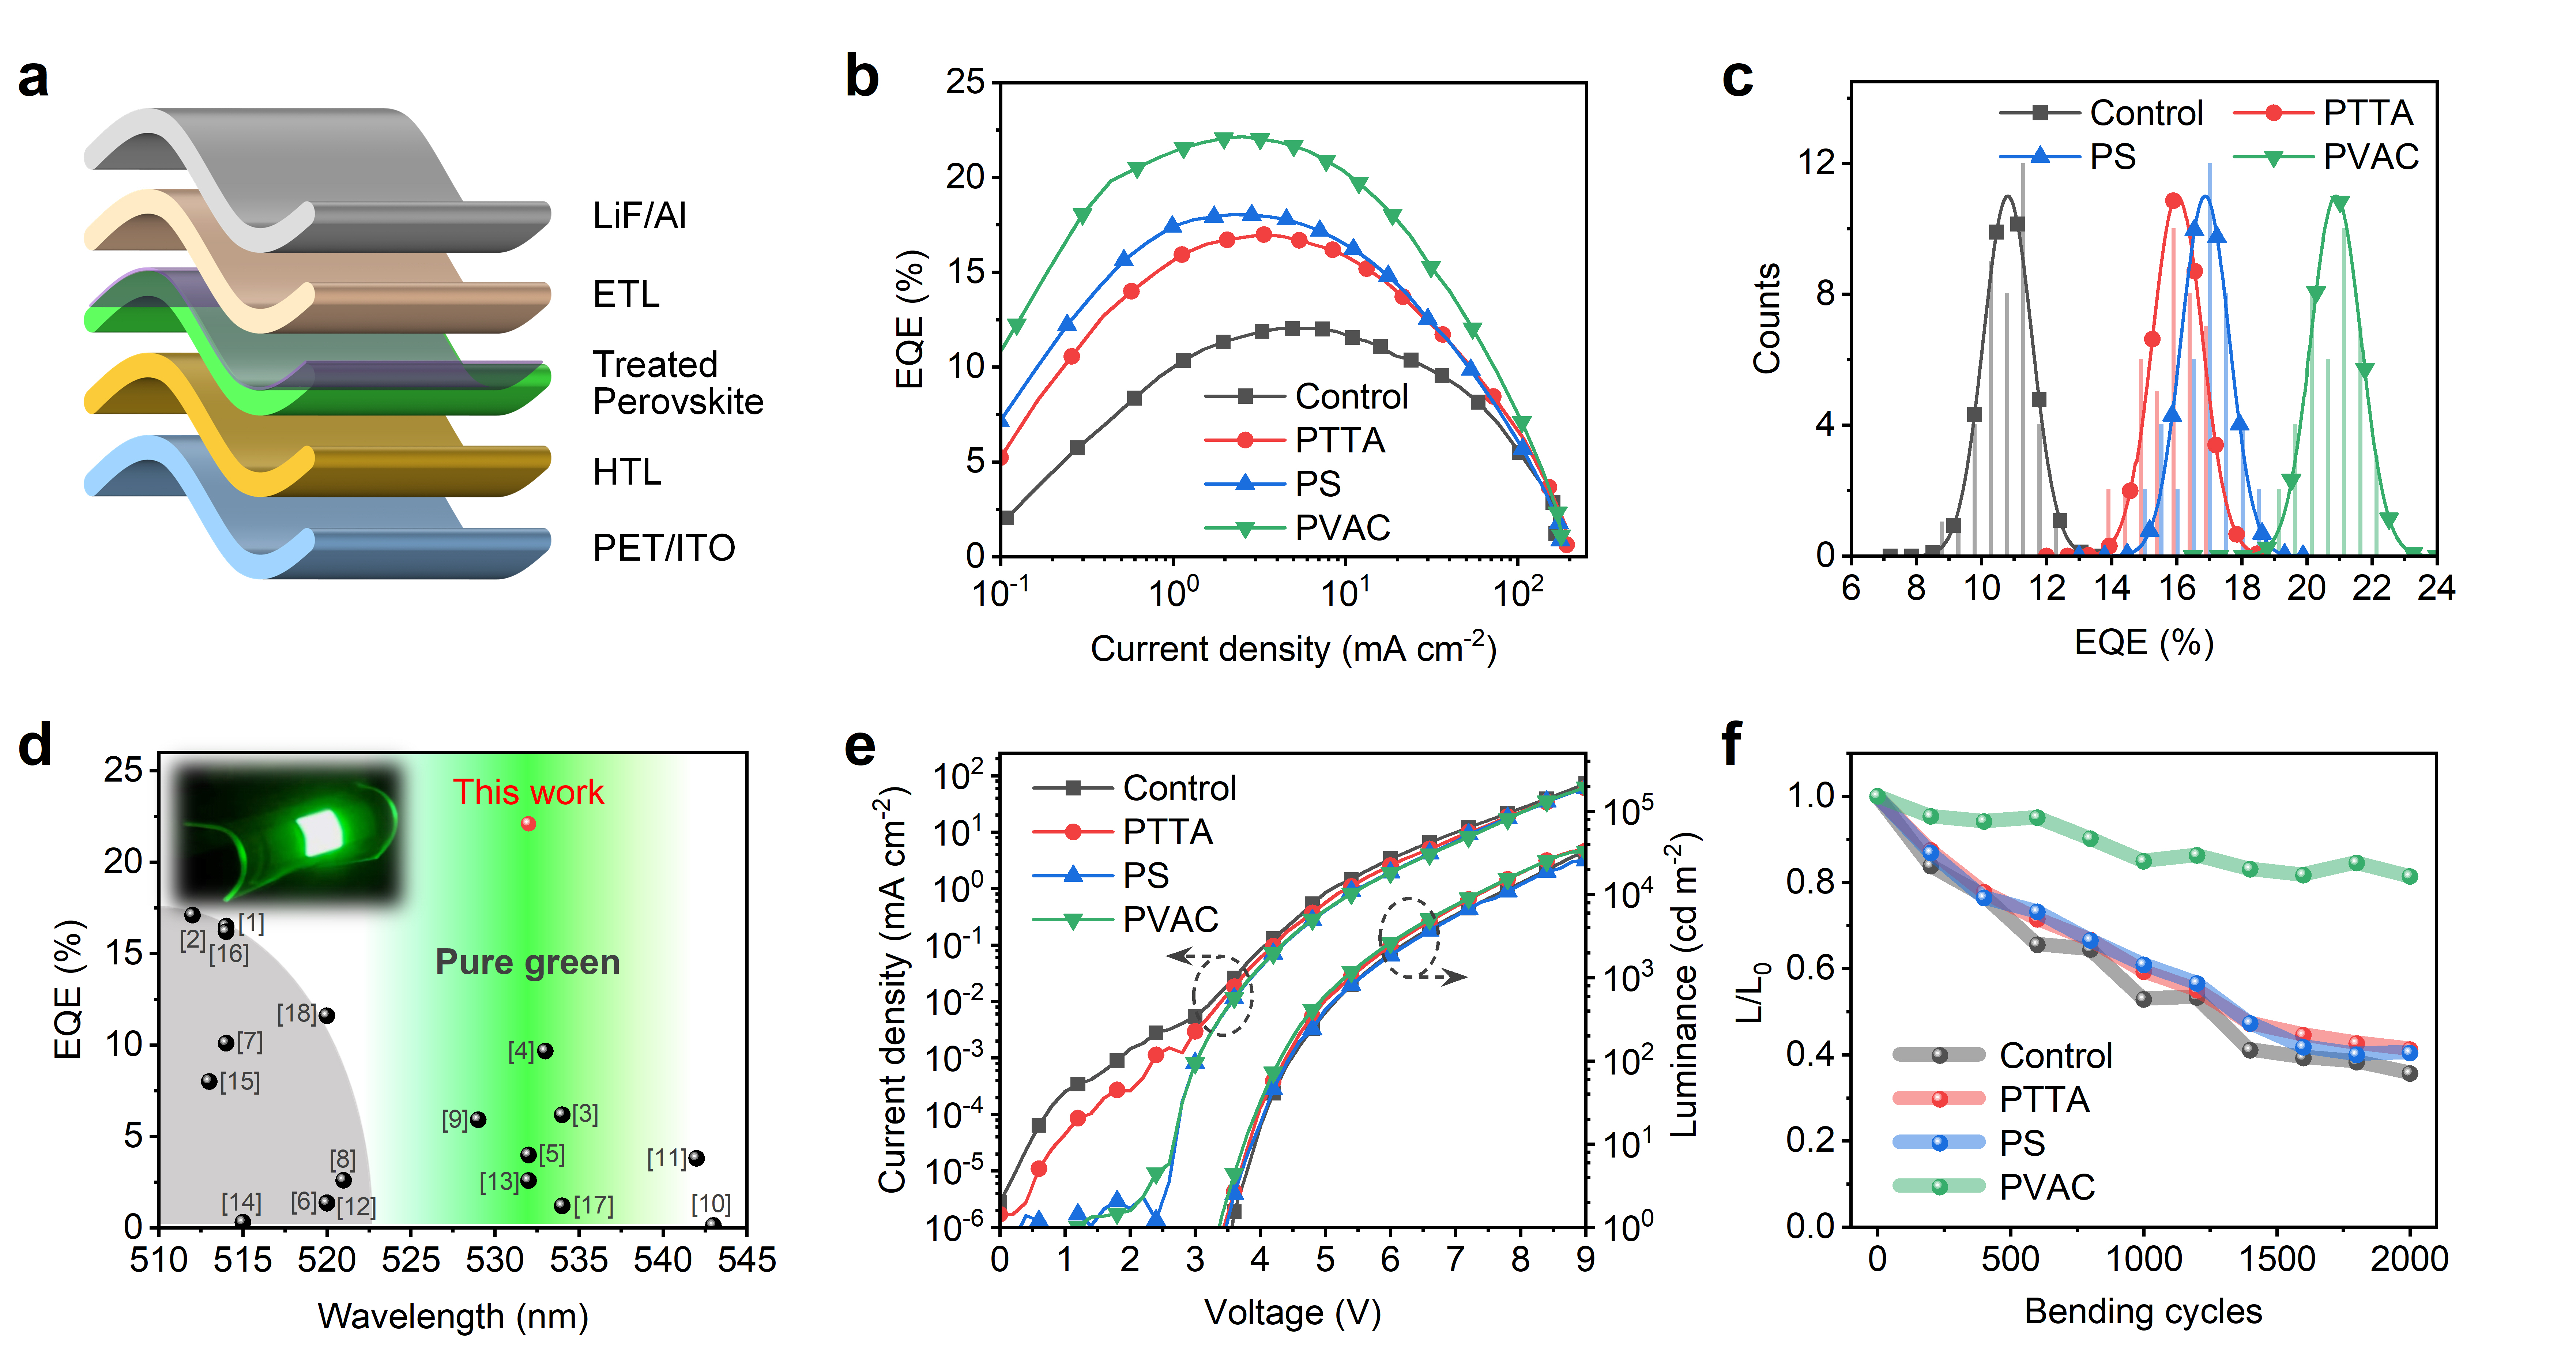 a
LiF/Al
ETL
Treated
Perovskite
HTL
PET/ITO
b
25
20
15
10
5
0
EQE (%)
Control
PTTA
PS
PVAC
10⁻¹ 10⁰ 10¹ 10²
Current density (mA cm⁻²)
c
Control PTTA
PS PVAC
12
8
4
0
Counts
6 8 10 12 14 16 18 20 22 24
EQE (%)
d
25
20
15
10
5
0
EQE (%)
This work
[1]
[2]
[16]
Pure green
[18]
[7]
[4]
[15]
[9]
[3]
[5]
[11]
[8]
[13]
[14]
[6]
[12]
[17]
[10]
510 515 520 525 530 535 540 545
Wavelength (nm)
e
10²
10¹
10⁰
10⁻¹
10⁻²
10⁻³
10⁻⁴
10⁻⁵
10⁻⁶
Current density (mA cm⁻²)
Control
PTTA
PS
PVAC
10⁵
10⁴
10³
10²
10¹
10⁰
Luminance (cd m⁻²)
0 1 2 3 4 5 6 7 8 9
Voltage (V)
f
1.0
0.8
0.6
0.4
0.2
0.0
L/L₀
Control
PTTA
PS
PVAC
0 500 1000 1500 2000
Bending cycles